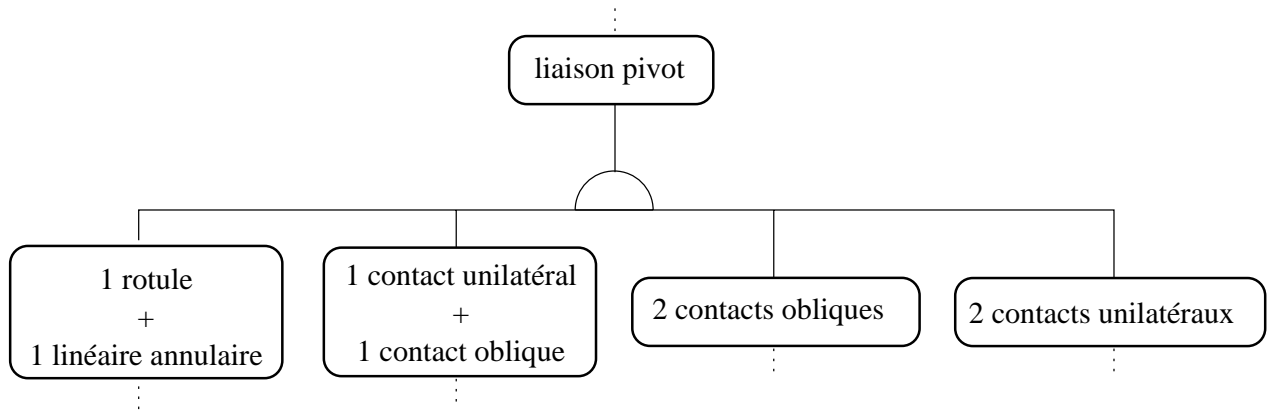 liaison pivot
1 rotule
+
1 linéaire annulaire
1 contact unilatéral
+
1 contact oblique
2 contacts obliques
2 contacts unilatéraux